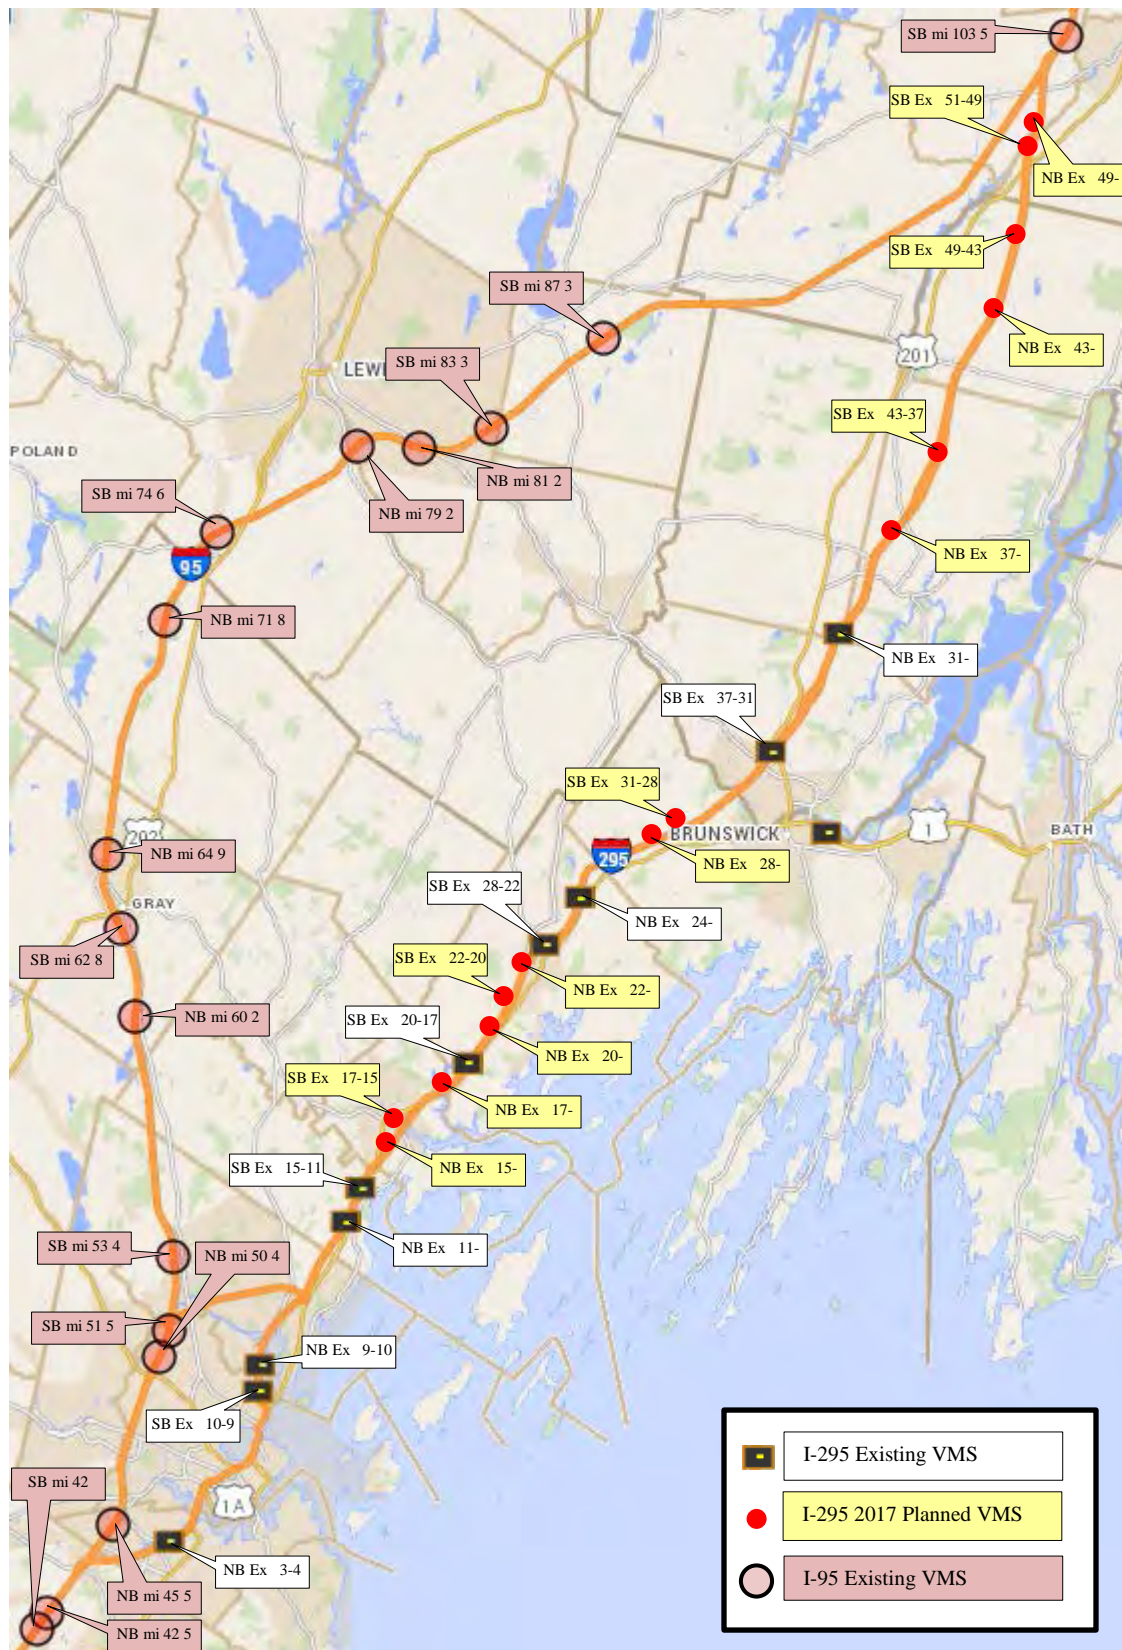 SB mi 103 5
SB Ex 51-49
NB Ex 49-
SB Ex 49-43
SB mi 87 3
NB Ex 43-
201
SB mi 83 3
LEWI
SB Ex 43-37
POLAND
NB mi 81 2
SB mi 74 6
NB mi 79 2
NB Ex 37-
95
NB mi 71 8
NB Ex 31-
SB Ex 37-31
SB Ex 31-28
202
BRUNSWICK
1
BATH
NB mi 64 9
295
NB Ex 28-
SB Ex 28-22
GRAY
NB Ex 24-
SB mi 62 8
SB Ex 22-20
NB Ex 22-
NB mi 60 2
SB Ex 20-17
NB Ex 20-
SB Ex 17-15
NB Ex 17-
SB Ex 15-11
NB Ex 15-
SB mi 53 4
NB mi 50 4
NB Ex 11-
SB mi 51 5
NB Ex 9-10
SB Ex 10-9
I-295 Existing VMS
SB mi 42
1A
I-295 2017 Planned VMS
NB Ex 3-4
I-95 Existing VMS
NB mi 45 5
NB mi 42 5